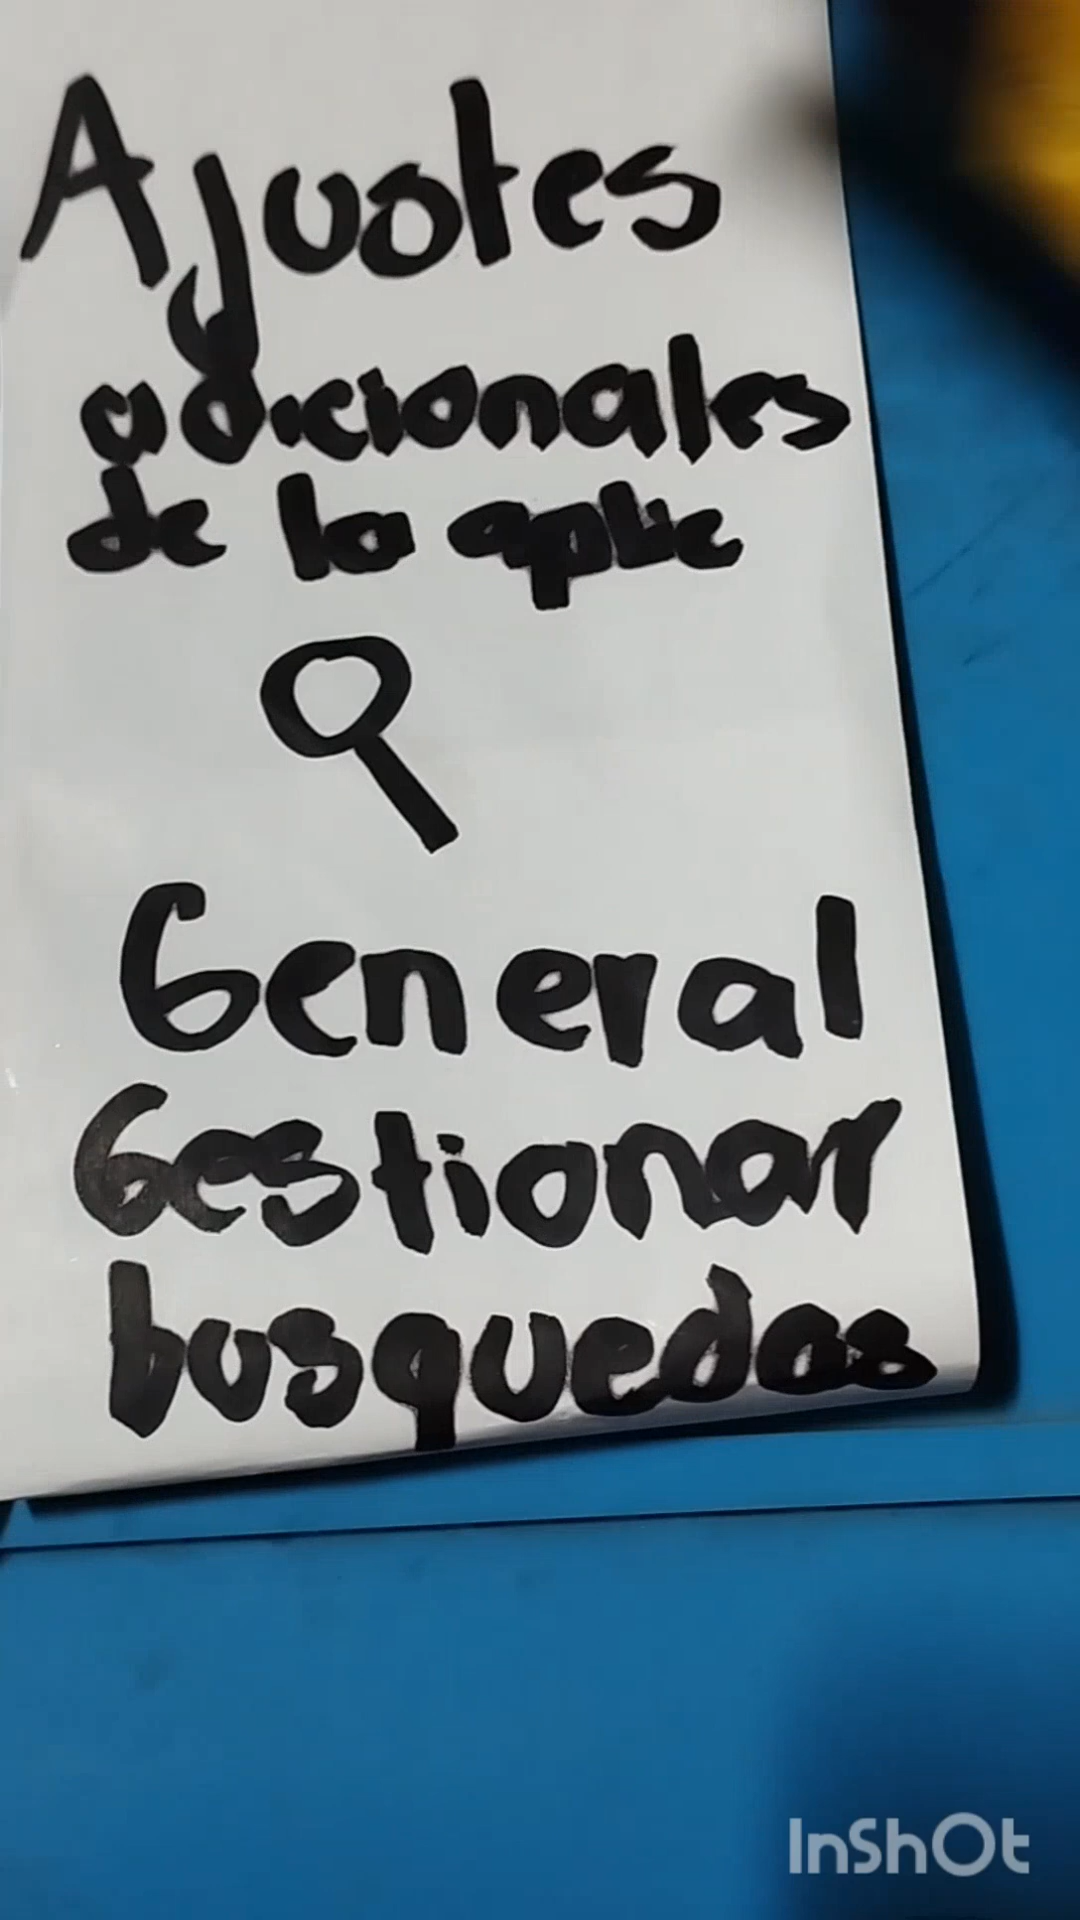 Ajustes
adicionales
de la aplic
General
Gestionar
busquedas
InShOt